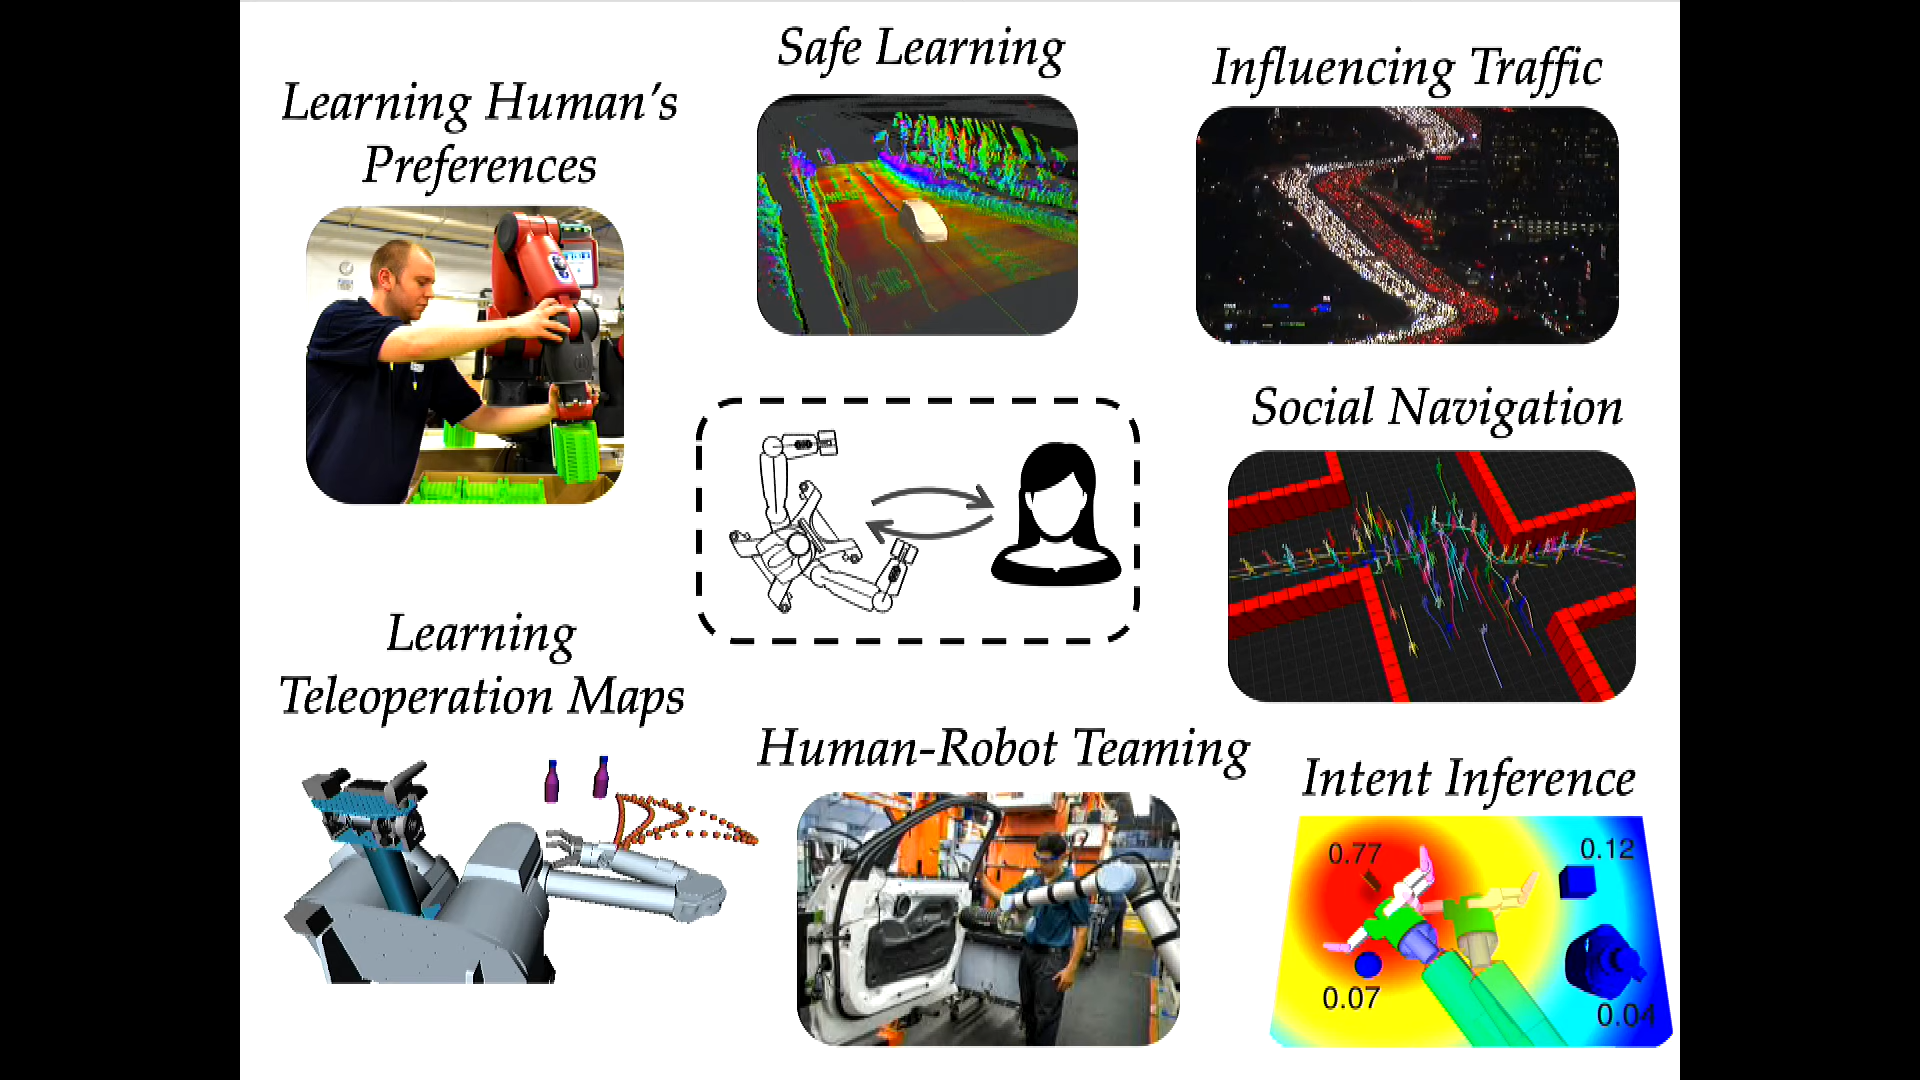 Safe Learning
Influencing Traffic
Learning Human's
Preferences
Social Navigation
Learning
Teleoperation Maps
Human-Robot Teaming
Intent Inference
0.77
0.12
0.07
0.04